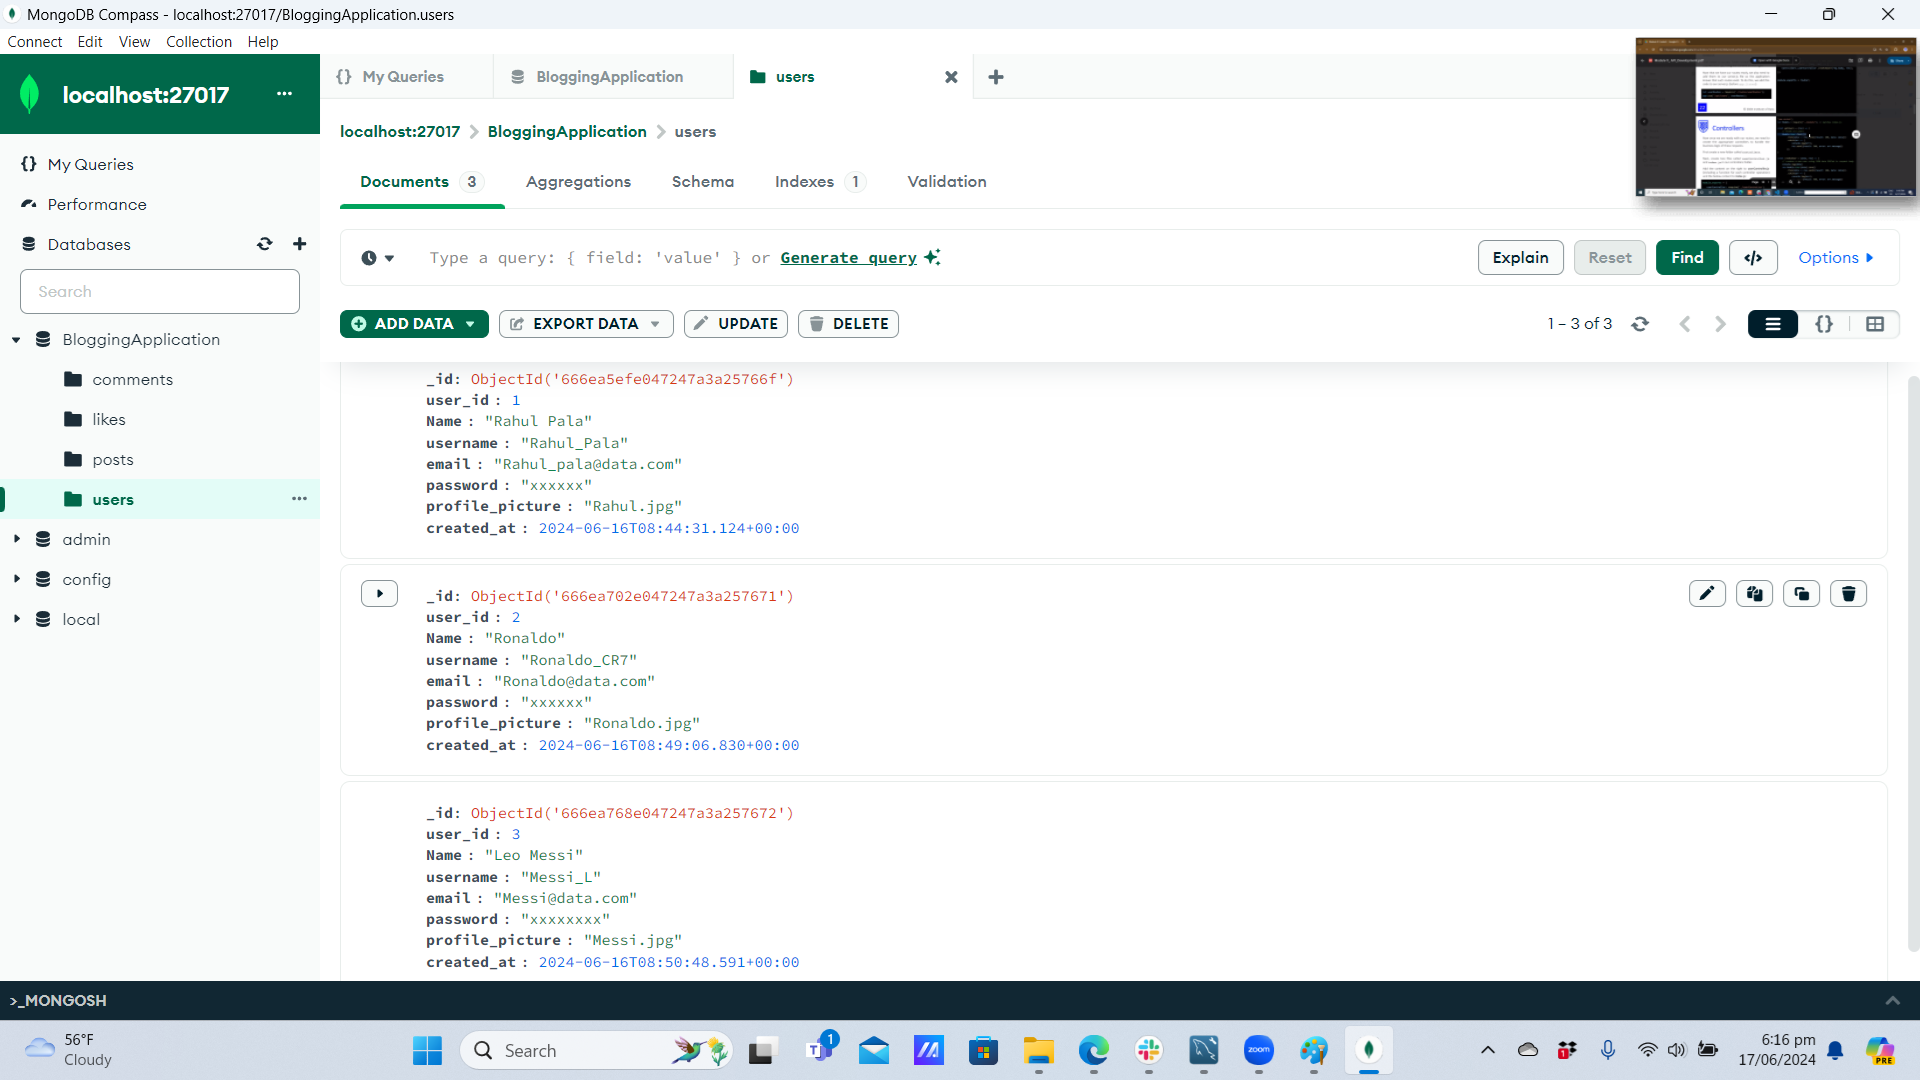 MongoDB Compass - localhost:27017/BloggingApplication.users
Connect Edit View Collection Help
localhost:27017
My Queries
BloggingApplication
users
localhost:27017 > BloggingApplication > users
My Queries
Performance
Databases
Search
BloggingApplication
comments
likes
posts
users
admin
config
local
Documents 3 Aggregations Schema Indexes 1 Validation
Type a query: { field: 'value' } or Generate query
Explain Reset Find </> Options
ADD DATA EXPORT DATA UPDATE DELETE
1 – 3 of 3
{}
_id: ObjectId('666ea5efe047247a3a25766f')
user_id : 1
Name : "Rahul Pala"
username : "Rahul_Pala"
email : "Rahul_pala@data.com"
password : "xxxxxx"
profile_picture : "Rahul.jpg"
created_at : 2024-06-16T08:44:31.124+00:00
_id: ObjectId('666ea702e047247a3a257671')
user_id : 2
Name : "Ronaldo"
username : "Ronaldo_CR7"
email : "Ronaldo@data.com"
password : "xxxxxx"
profile_picture : "Ronaldo.jpg"
created_at : 2024-06-16T08:49:06.830+00:00
_id: ObjectId('666ea768e047247a3a257672')
user_id : 3
Name : "Leo Messi"
username : "Messi_L"
email : "Messi@data.com"
password : "xxxxxxxx"
profile_picture : "Messi.jpg"
created_at : 2024-06-16T08:50:48.591+00:00
Controllers
>_MONGOSH
56°F
Cloudy
Search
1
zoom
1
6:16 pm
17/06/2024
PRE